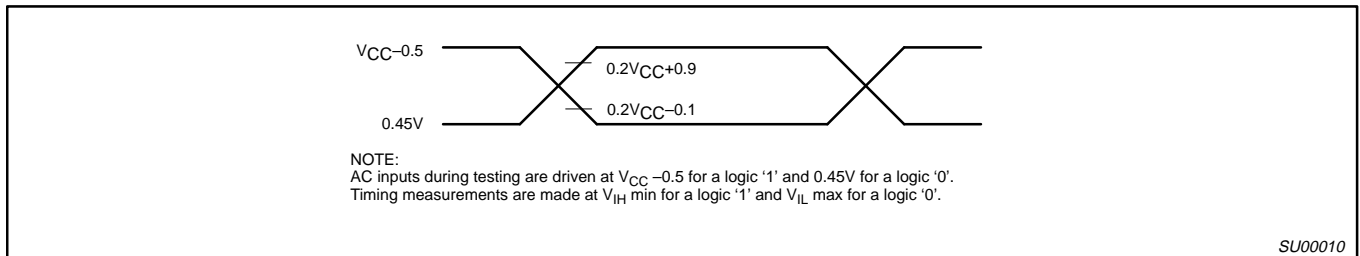 VCC–0.5
0.2VCC+0.9
0.2VCC–0.1
0.45V
NOTE:
AC inputs during testing are driven at VCC –0.5 for a logic ‘1’ and 0.45V for a logic ‘0’.
Timing measurements are made at VIH min for a logic ‘1’ and VIL max for a logic ‘0’.
SU00010